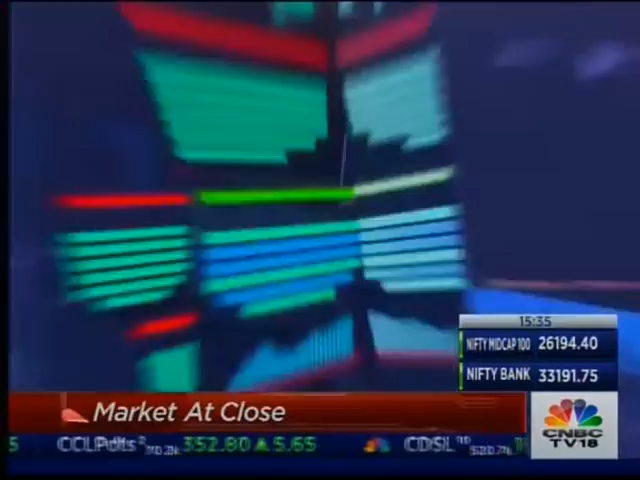 15:35
NIFTY MIDCAP 100 26194.40
NIFTY BANK 33191.75
Market At Close
CNBC
TV18
5 CCLProds 352.80 ▲ 5.65 CDSL